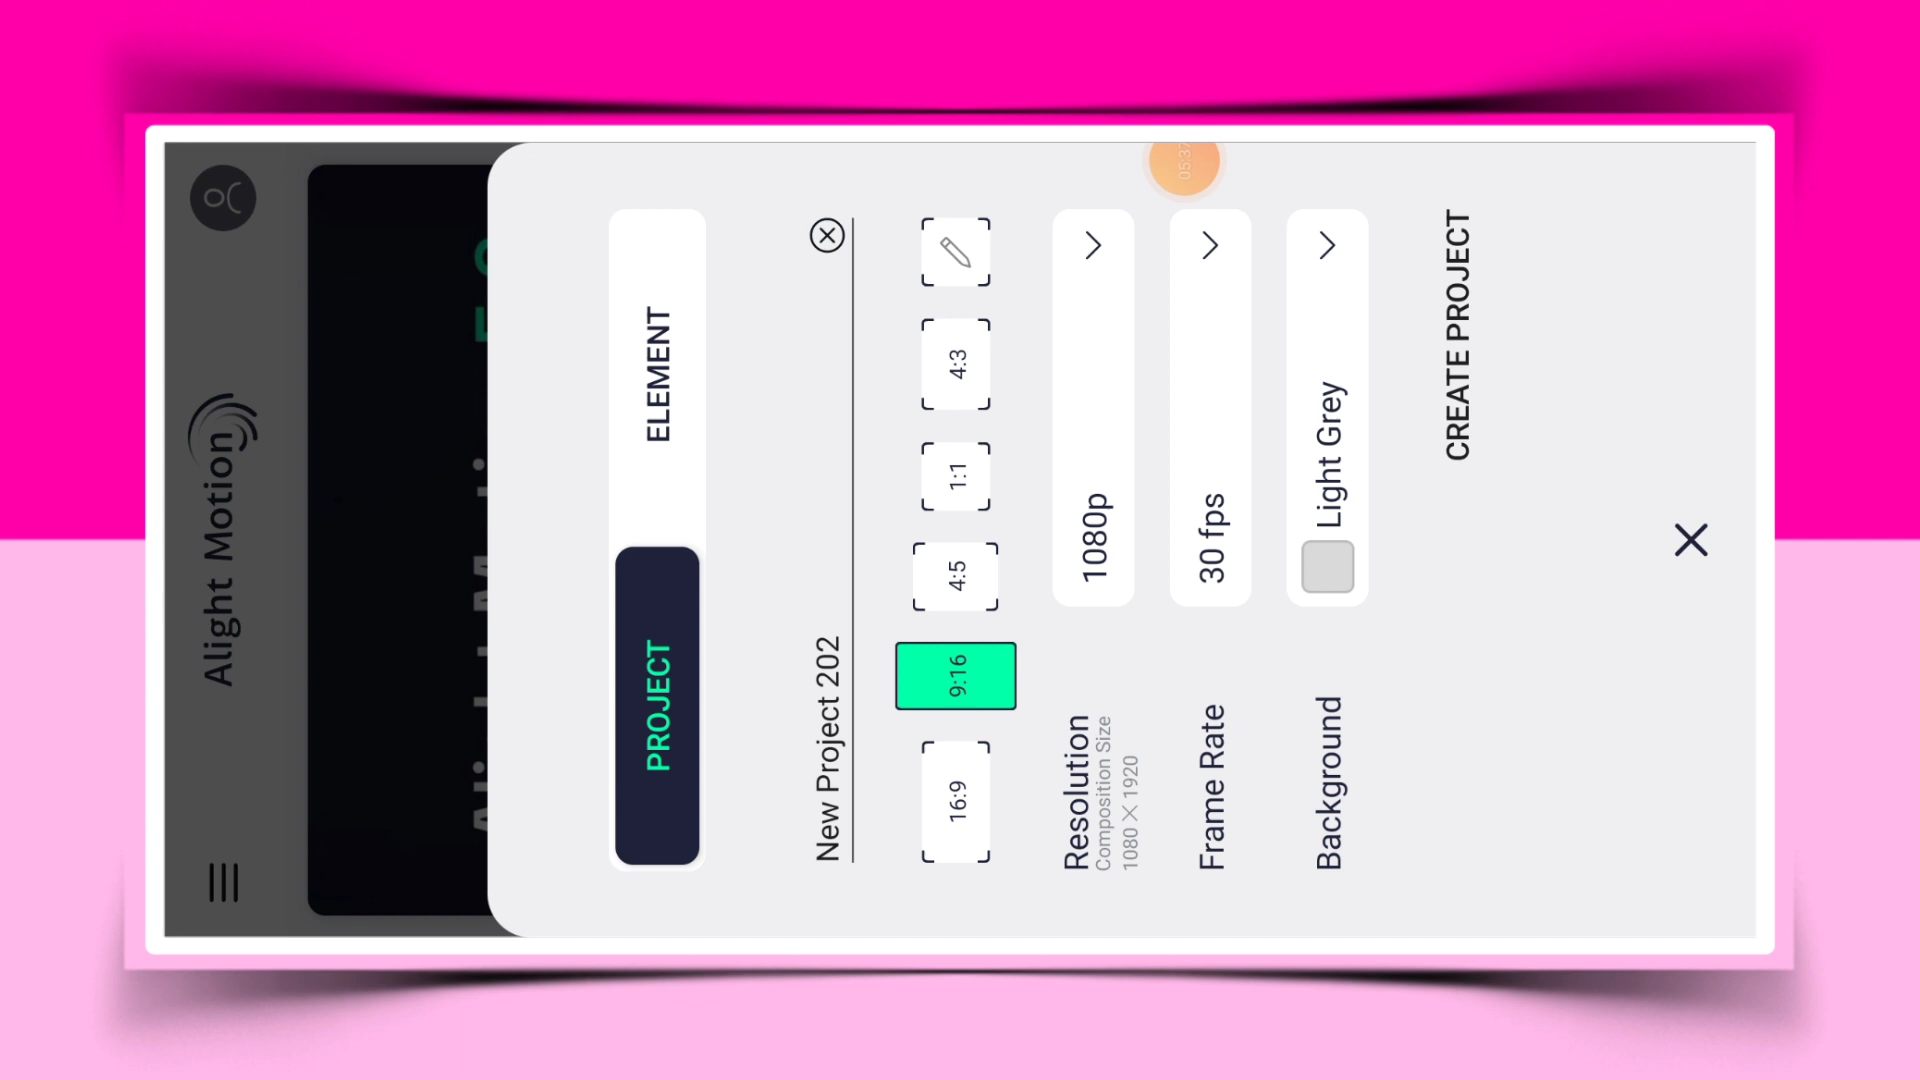 Alight Motion
PROJECT
ELEMENT
New Project 202
16:9
9:16
4:5
1:1
4:3
Resolution
Composition Size
1080 X 1920
1080p
Frame Rate
30 fps
Background
Light Grey
CREATE PROJECT